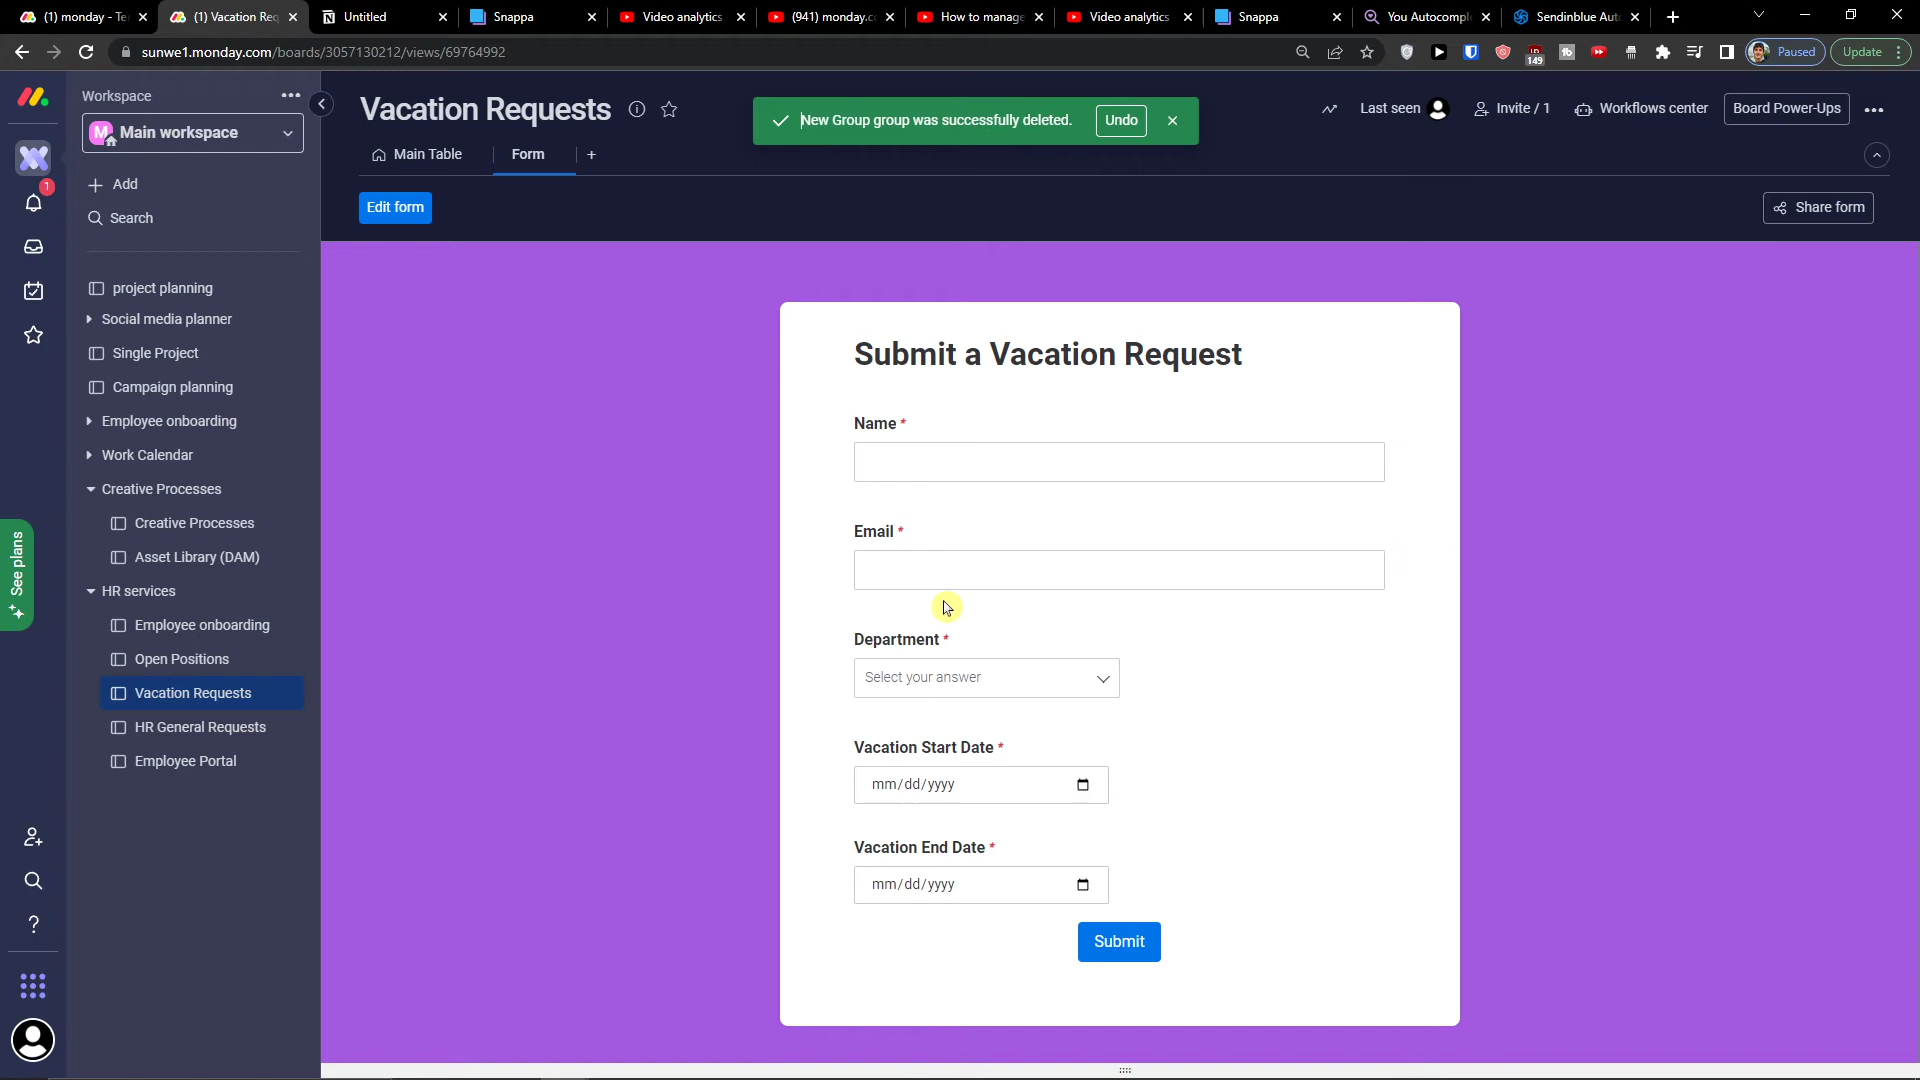 (1) monday - Te
(1) Vacation Req
Untitled
Snappa
Video analytics
(941) monday.c
How to manage
Video analytics
Snappa
You Autocompl
Sendinblue Aut
sunwe1.monday.com/boards/3057130212/views/69764992
149
Paused
Update
Workspace
M Main workspace
Add
Search
1
project planning
Social media planner
Single Project
Campaign planning
Employee onboarding
Work Calendar
Creative Processes
Creative Processes
Asset Library (DAM)
HR services
Employee onboarding
Open Positions
Vacation Requests
HR General Requests
Employee Portal
See plans
Vacation Requests
New Group group was successfully deleted.
Undo
Last seen
Invite / 1
Workflows center
Board Power-Ups
Main Table
Form
Edit form
Share form
Submit a Vacation Request
Name *
Email *
Department *
Select your answer
Vacation Start Date *
mm/dd/yyyy
Vacation End Date *
mm/dd/yyyy
Submit